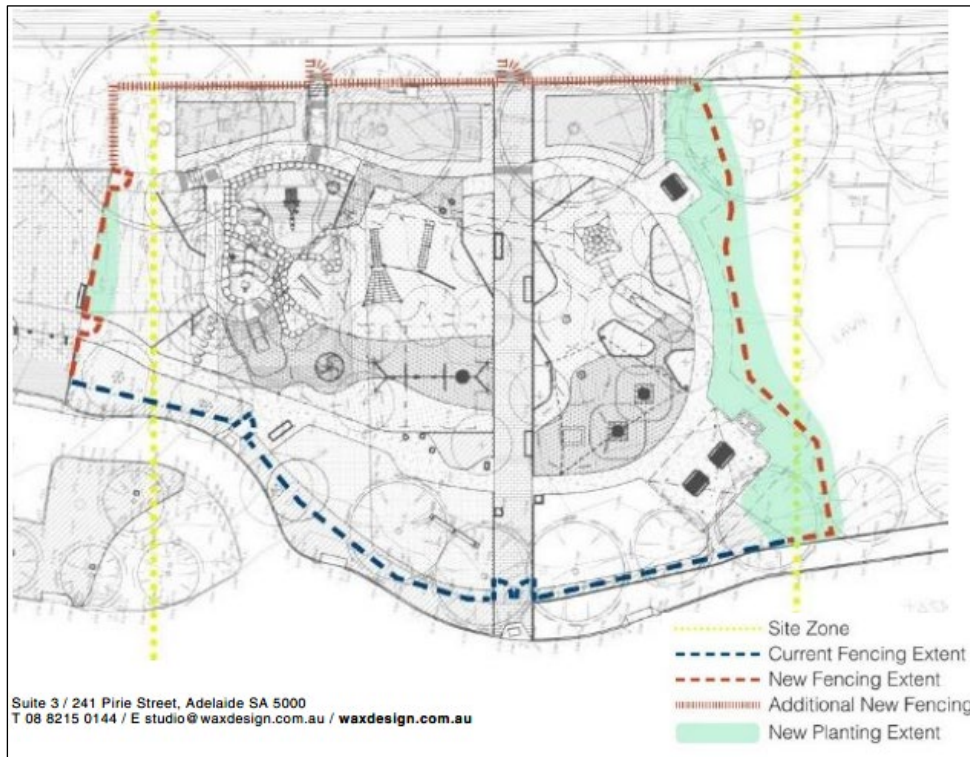 LAWN
Site Zone
Current Fencing Extent
New Fencing Extent
Additional New Fencing
New Planting Extent
Suite 3 / 241 Pirie Street, Adelaide SA 5000
T 08 8215 0144 / E studio@waxdesign.com.au / waxdesign.com.au